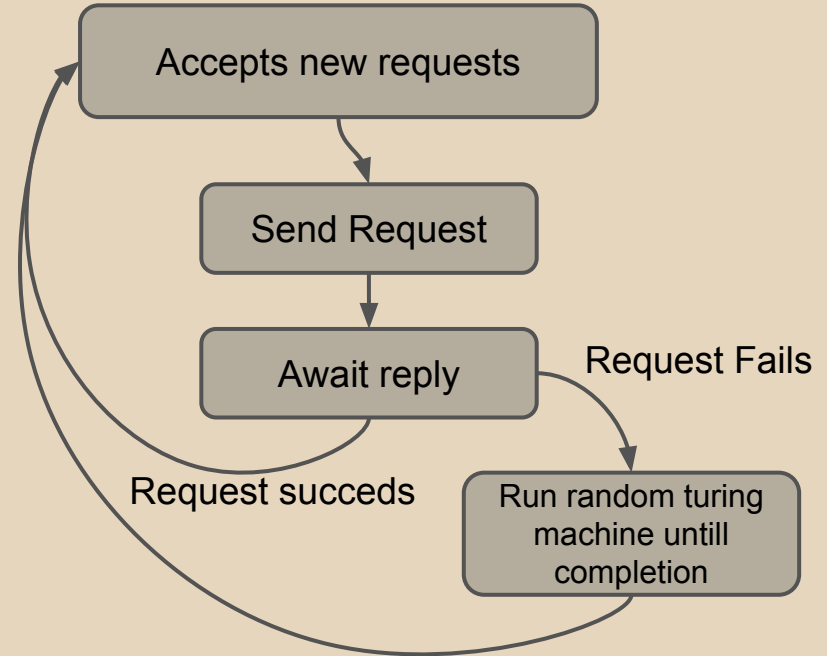 Accepts new requests
Send Request
Await reply
Request Fails
Request succeds
Run random turing
machine untill
completion